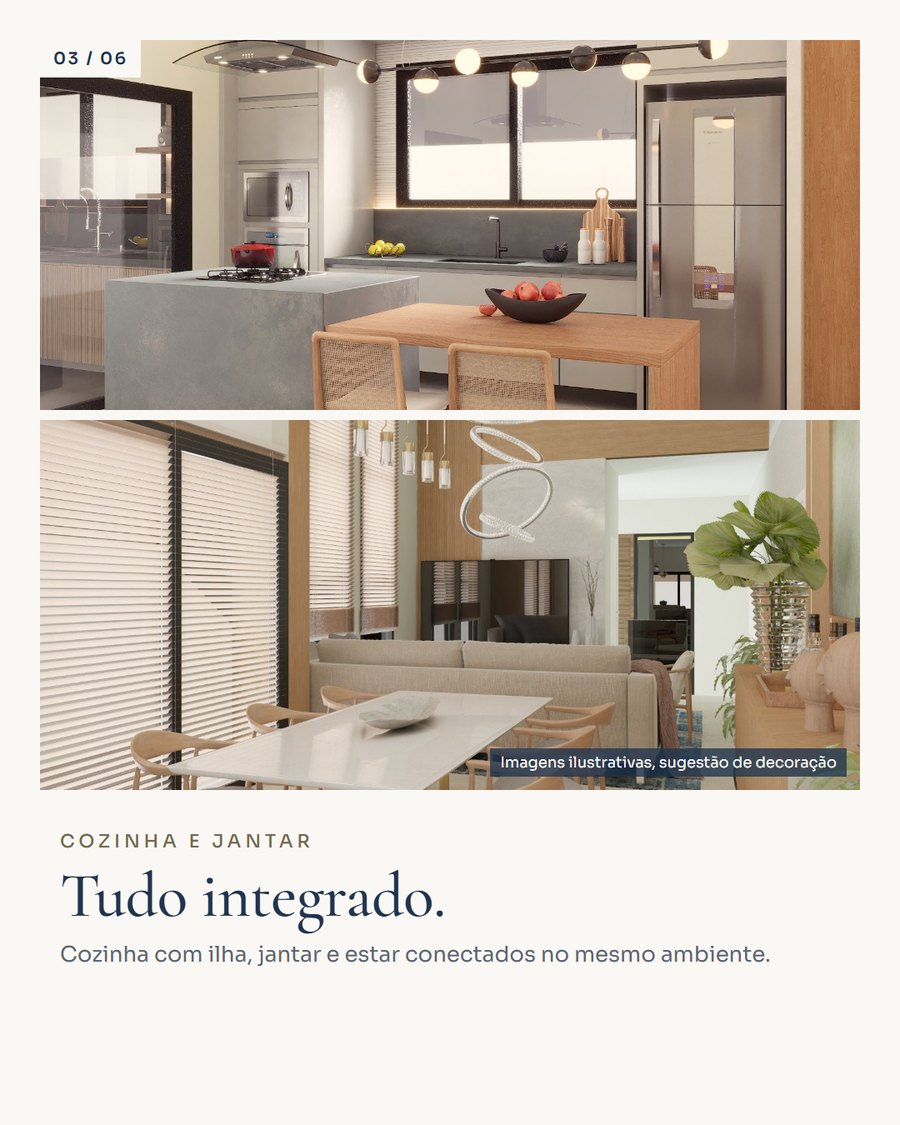 03 / 06
Imagens ilustrativas, sugestão de decoração
COZINHA E JANTAR
Tudo integrado.
Cozinha com ilha, jantar e estar conectados no mesmo ambiente.